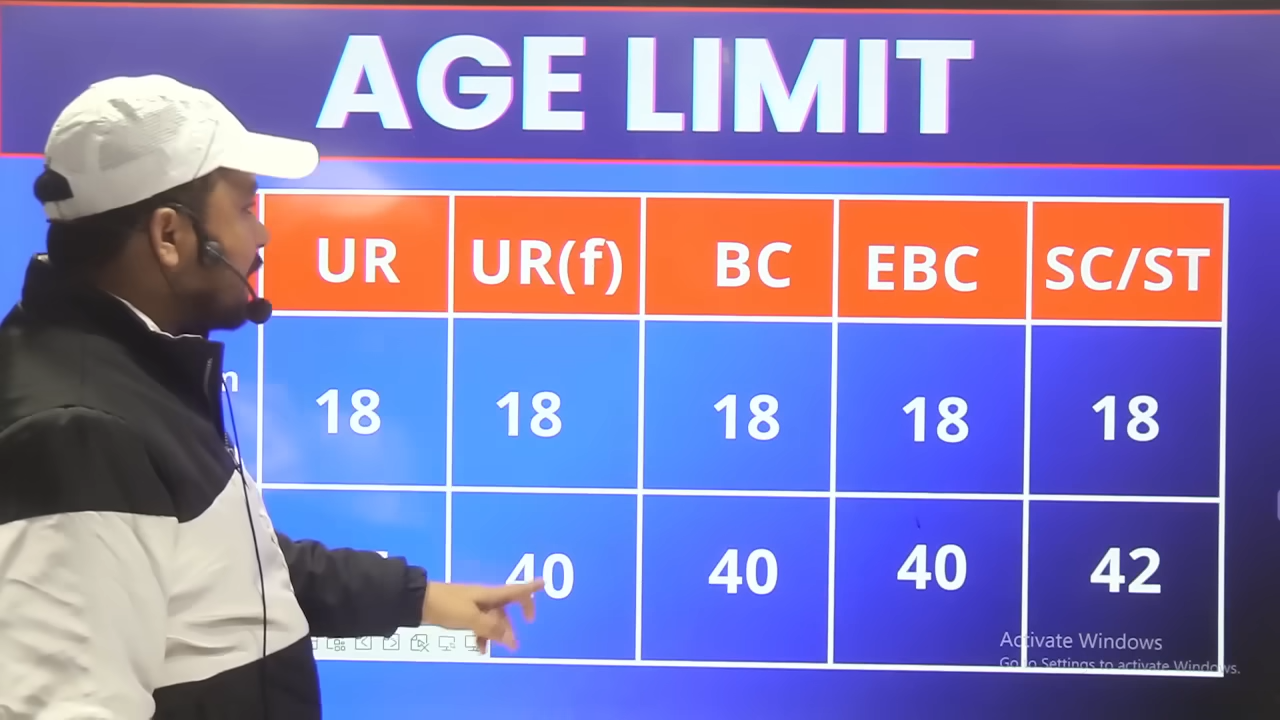 AGE LIMIT
UR UR(f) BC EBC SC/ST
18 18 18 18 18
40 40 40 42
Activate Windows
Go to Settings to activate Windows.